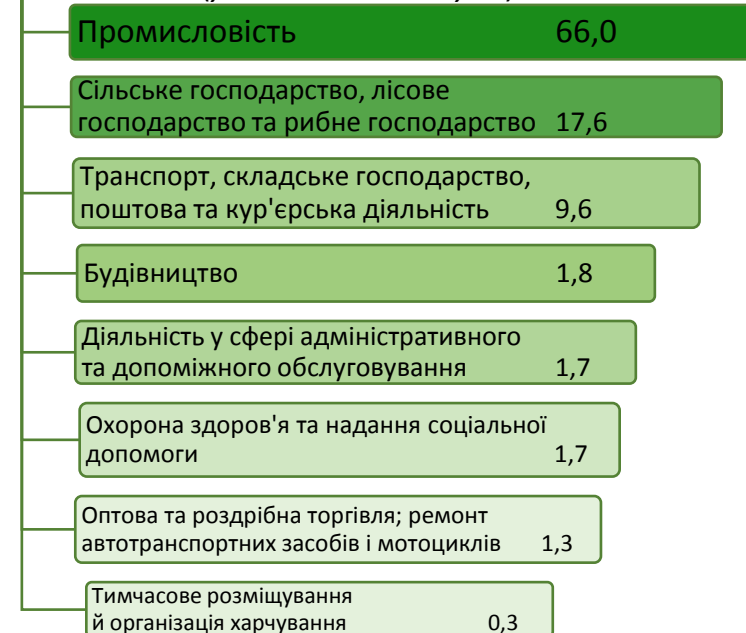 Промисловість 66,0
Сільське господарство, лісове
господарство та рибне господарство 17,6
Транспорт, складське господарство,
поштова та кур'єрська діяльність 9,6
Будівництво 1,8
Діяльність у сфері адміністративного
та допоміжного обслуговування 1,7
Охорона здоров'я та надання соціальної
допомоги 1,7
Оптова та роздрібна торгівля; ремонт
автотранспортних засобів і мотоциклів 1,3
Тимчасове розміщування
й організація харчування 0,3